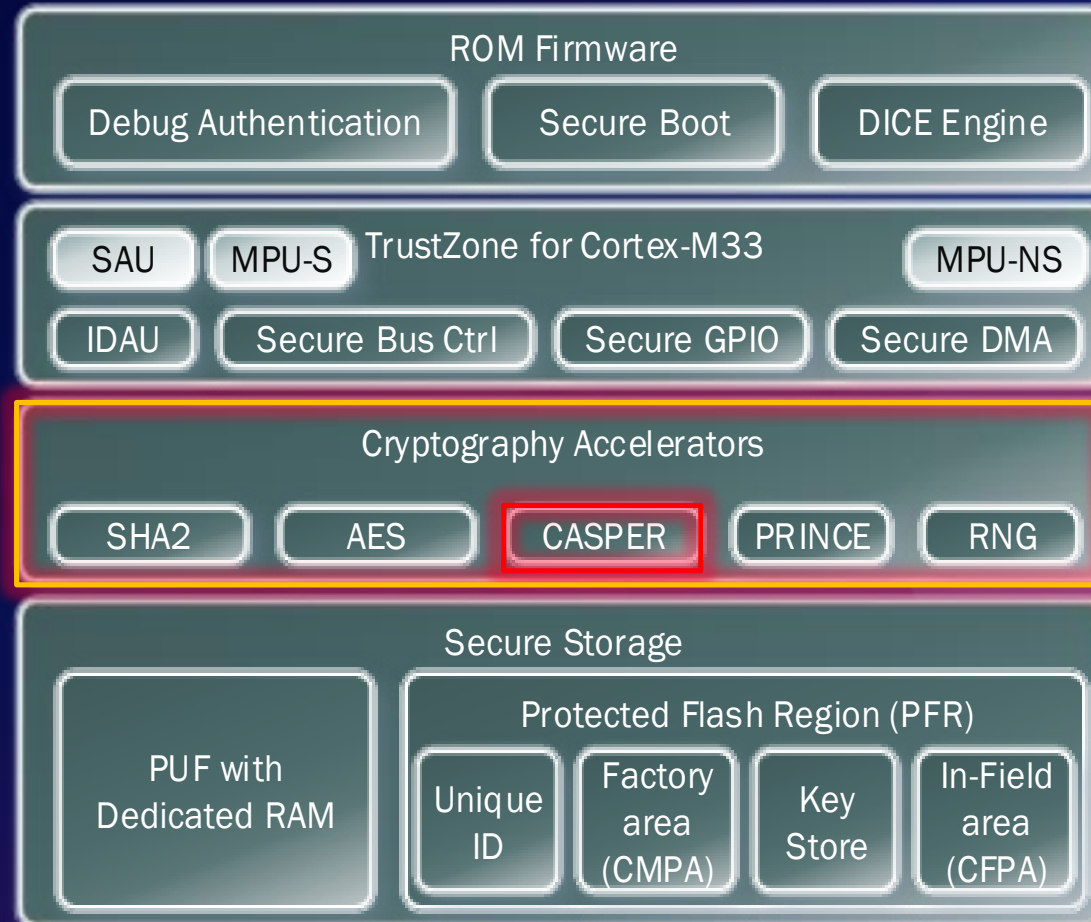 ROM Firmware
Debug Authentication
Secure Boot
DICE Engine
TrustZone for Cortex-M33
SAU
MPU-S
MPU-NS
IDAU
Secure Bus Ctrl
Secure GPIO
Secure DMA
Cryptography Accelerators
SHA2
AES
CASPER
PRINCE
RNG
Secure Storage
PUF with
Dedicated RAM
Protected Flash Region (PFR)
Unique
ID
Factory
area
(CMPA)
Key
Store
In-Field
area
(CFPA)